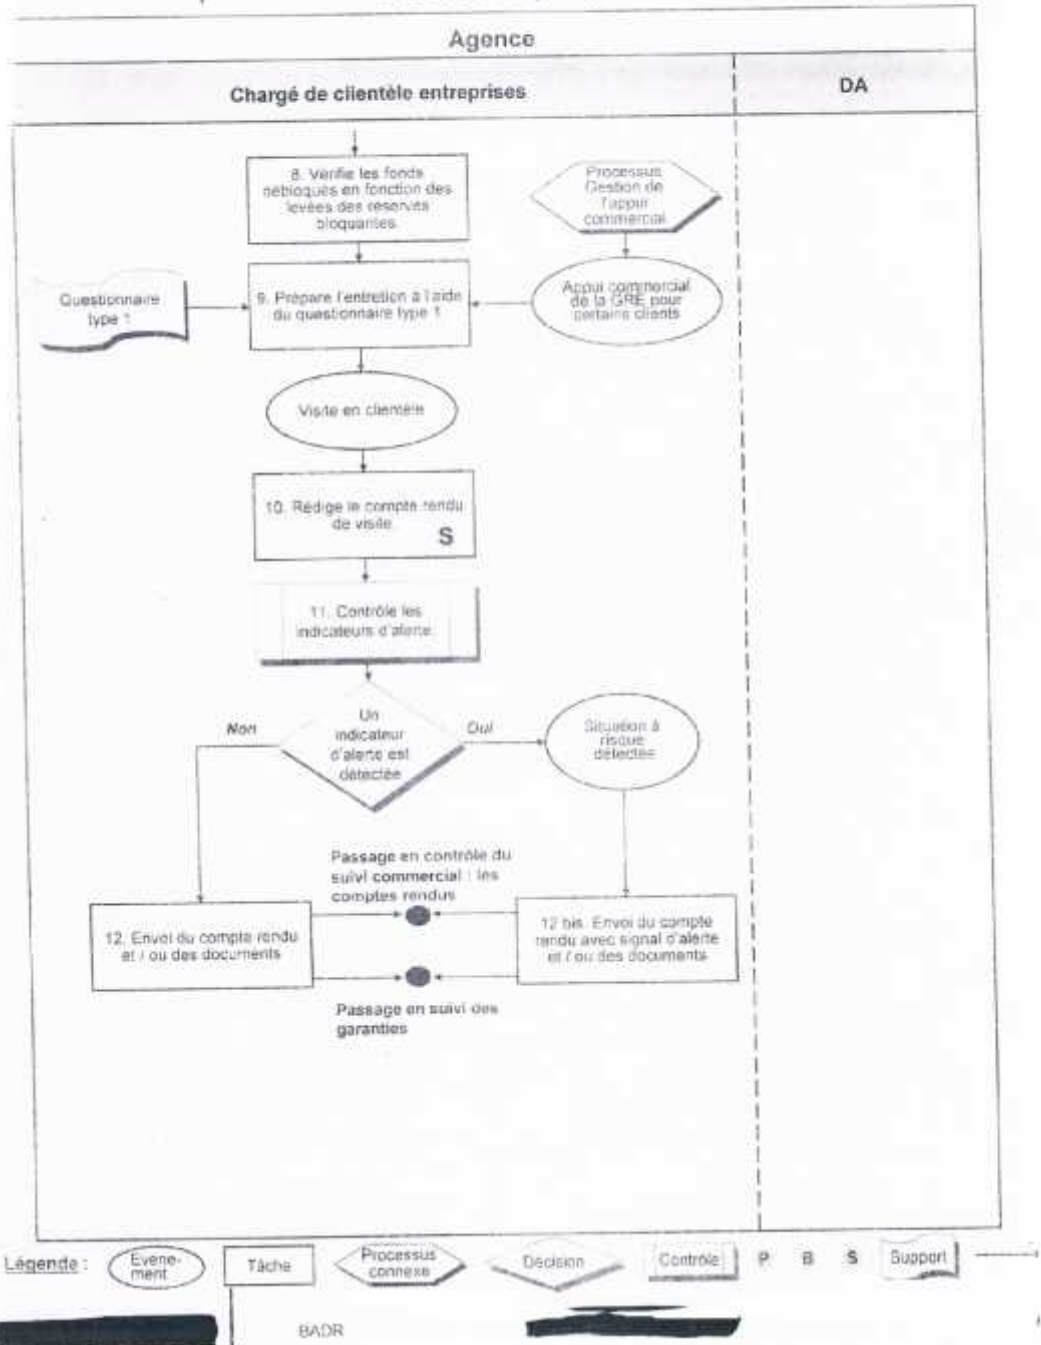 Agence
Chargé de clientèle entreprises
DA
8. Vérifie les fonds
débloqués en fonction des
levées des réserves
bloquantes.
Processus
Gestion de
l'appui
commercial
Questionnaire
type 1
9. Prépare l'entretien à l'aide
du questionnaire type 1
Appui commercial
de la GRE pour
certains clients
Visite en clientèle
10. Rédige le compte rendu
de visite.
S
11. Contrôle les
indicateurs d'alerte.
Non
Un
indicateur
d'alerte est
détectée
Oui
Situation à
risque
détectée
Passage en contrôle du
suivi commercial : les
comptes rendus
12. Envoi du compte rendu
et / ou des documents
12 bis. Envoi du compte
rendu avec signal d'alerte
et / ou des documents
Passage en suivi des
garanties
Légende :
Evène-
ment
Tâche
Processus
connexe
Décision
Contrôle
P B S
Support
BADR